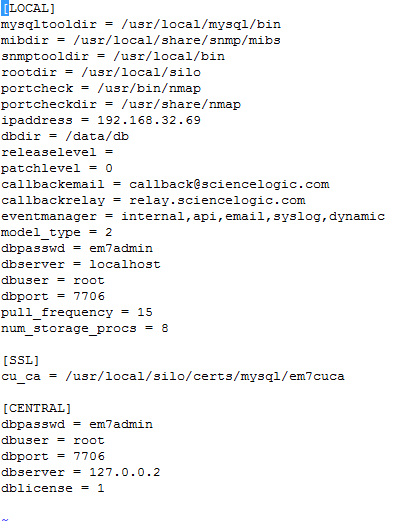 [LOCAL]
mysqltooldir = /usr/local/mysql/bin
mibdir = /usr/local/share/snmp/mibs
snmptooldir = /usr/local/bin
rootdir = /usr/local/silo
portcheck = /usr/bin/nmap
portcheckdir = /usr/share/nmap
ipaddress = 192.168.32.69
dbdir = /data/db
releaselevel =
patchlevel = 0
callbackemail = callback@sciencelogic.com
callbackrelay = relay.sciencelogic.com
eventmanager = internal,api,email,syslog,dynamic
model_type = 2
dbpasswd = em7admin
dbserver = localhost
dbuser = root
dbport = 7706
pull_frequency = 15
num_storage_procs = 8
[SSL]
cu_ca = /usr/local/silo/certs/mysql/em7cuca
[CENTRAL]
dbpasswd = em7admin
dbuser = root
dbport = 7706
dbserver = 127.0.0.2
dblicense = 1
~